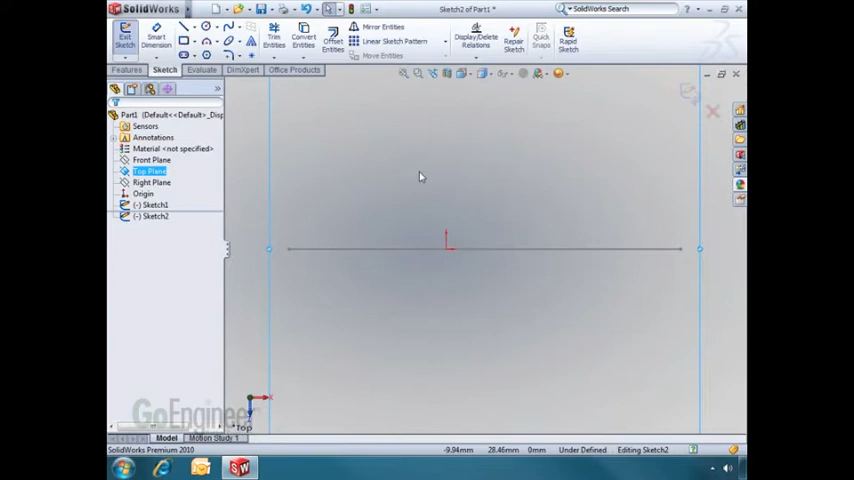 SolidWorks
Sketch2 of Part1 *
SolidWorks Search
Exit Sketch
Smart Dimension
Trim Entities
Convert Entities
Offset Entities
Mirror Entities
Linear Sketch Pattern
Move Entities
Display/Delete Relations
Repair Sketch
Quick Snaps
Rapid Sketch
Features
Sketch
Evaluate
DimXpert
Office Products
Part1 (Default<<Default>_Disp
Sensors
Annotations
Material <not specified>
Front Plane
Top Plane
Right Plane
Origin
(-) Sketch1
(-) Sketch2
GoEngineer
X
*Top
Model
Motion Study 1
SolidWorks Premium 2010
-9.94mm
28.46mm
0mm
Under Defined
Editing Sketch2